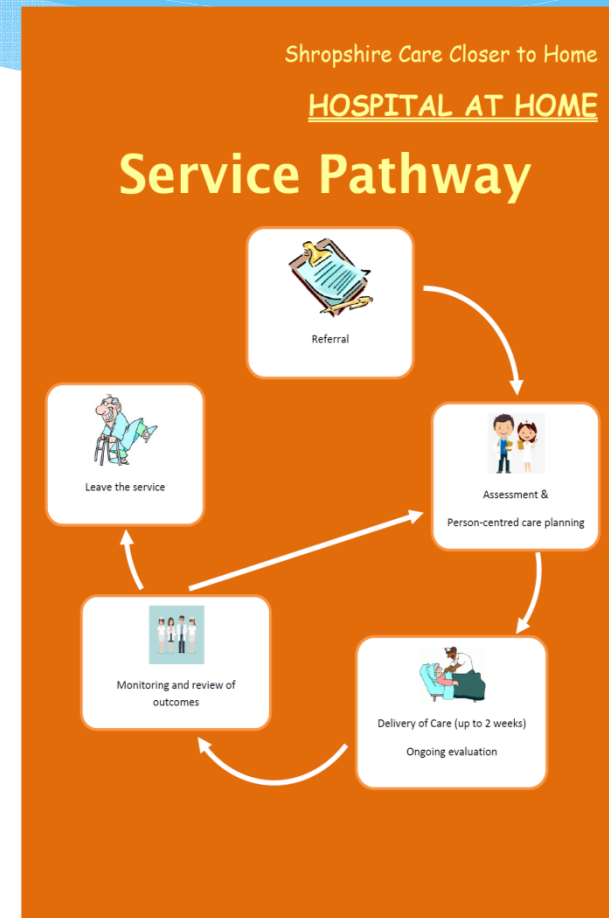 Shropshire Care Closer to Home
HOSPITAL AT HOME
Service Pathway
Referral
Assessment &
Person-centred care planning
Delivery of Care (up to 2 weeks)
Ongoing evaluation
Monitoring and review of
outcomes
Leave the service